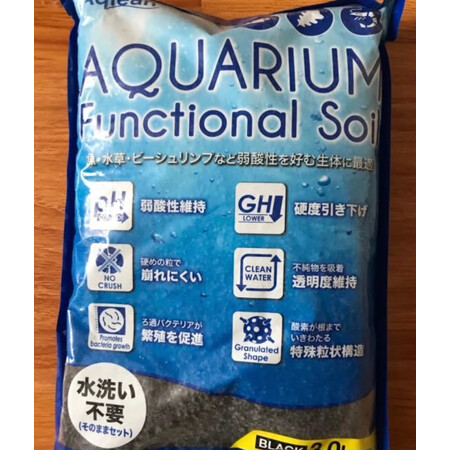 Aqlean
AQUARIUM
Functional Soil
魚・水草・ビーシュリンプなど弱酸性を好む生体に最適
pH
弱酸性維持
GH
LOWER
硬度引き下げ
NO
CRUSH
硬めの粒で
崩れにくい
CLEAN
WATER
不純物を吸着
透明度維持
Promotes
bacteria growth
ろ過バクテリアが
繁殖を促進
Granulated
Shape
酸素が根まで
いきわたる
特殊粒状構造
水洗い
不要
(そのままセット)
BLACK
3.0L